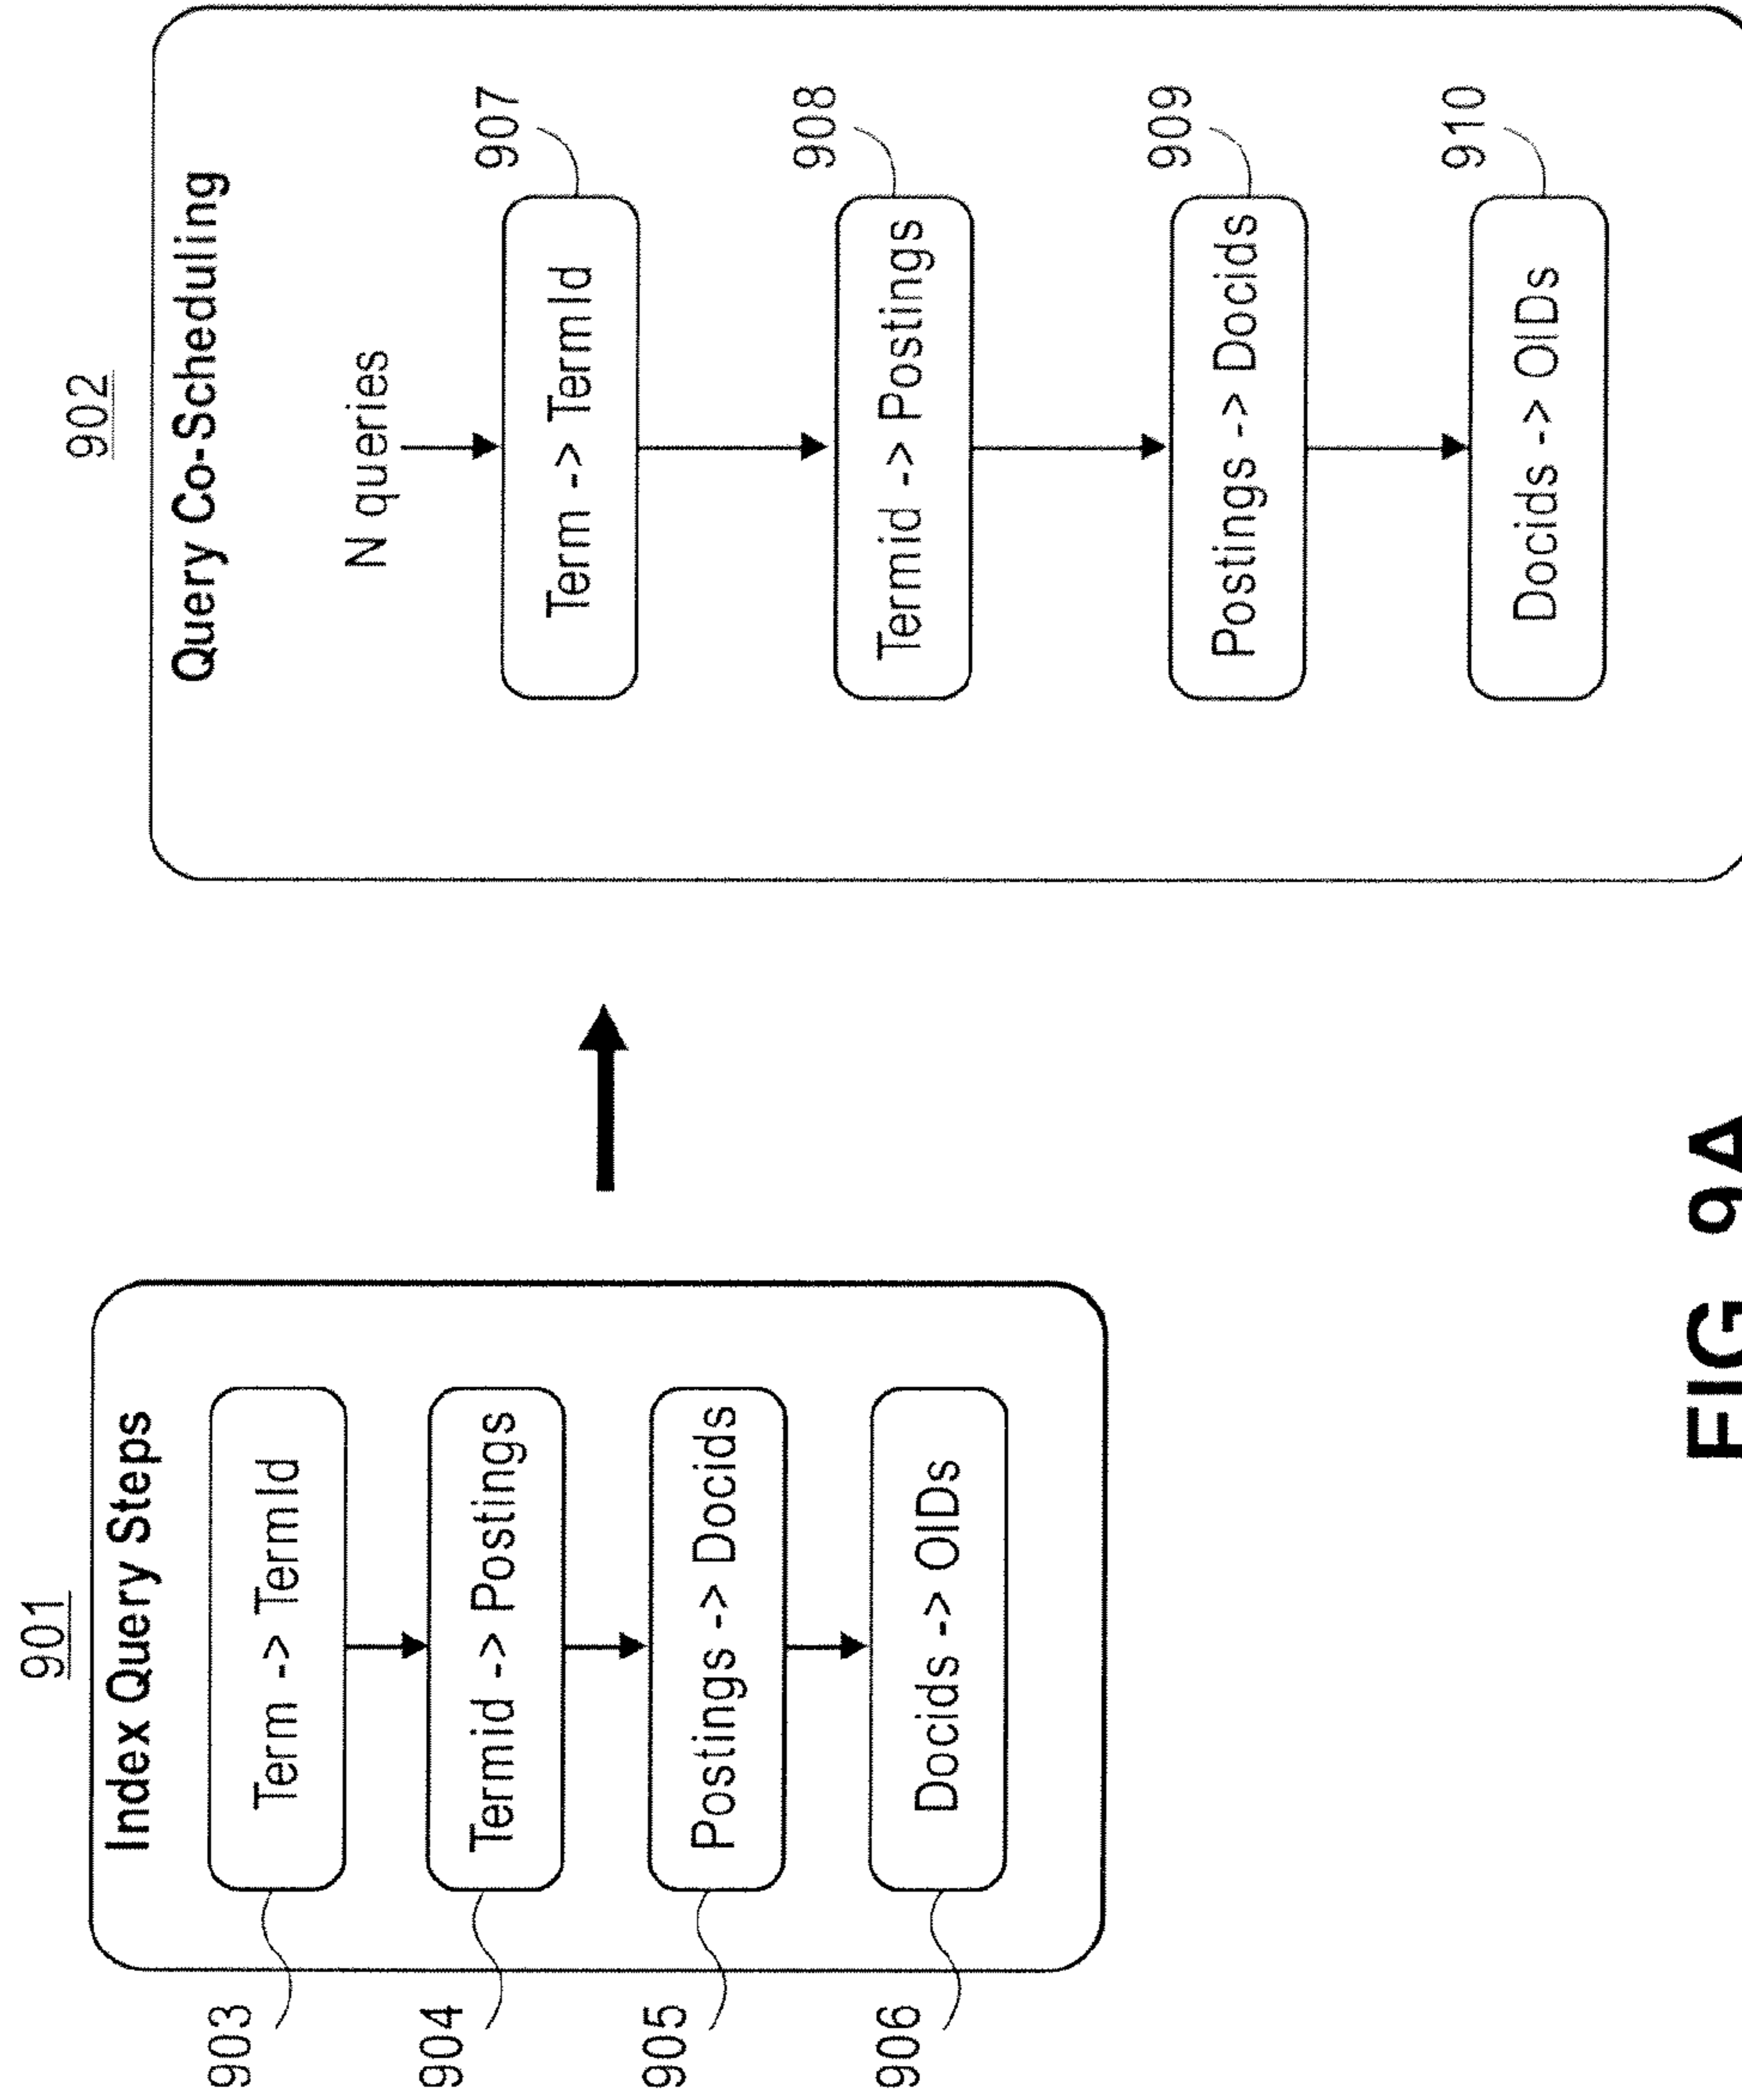 901
Index Query Steps
903
Term -> TermId
904
Termid -> Postings
905
Postings -> Docids
906
Docids -> OIDs
902
Query Co-Scheduling
N queries
907
Term -> TermId
908
Termid -> Postings
909
Postings -> Docids
910
Docids -> OIDs
FIG 9A